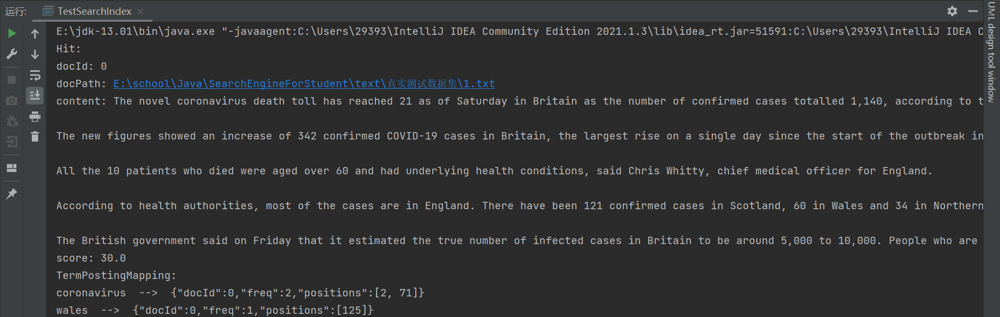 运行: TestSearchIndex
E:\jdk-13.01\bin\java.exe "-javaagent:C:\Users\29393\IntelliJ IDEA Community Edition 2021.1.3\lib\idea_rt.jar=51591:C:\Users\29393\IntelliJ IDEA C
Hit:
docId: 0
docPath: E:\school\Java\SearchEngineForStudent\text\真实测试数据集\1.txt
content: The novel coronavirus death toll has reached 21 as of Saturday in Britain as the number of confirmed cases totalled 1,140, according to t
The new figures showed an increase of 342 confirmed COVID-19 cases in Britain, the largest rise on a single day since the start of the outbreak in
All the 10 patients who died were aged over 60 and had underlying health conditions, said Chris Whitty, chief medical officer for England.
According to health authorities, most of the cases are in England. There have been 121 confirmed cases in Scotland, 60 in Wales and 34 in Northern
The British government said on Friday that it estimated the true number of infected cases in Britain to be around 5,000 to 10,000. People who are
score: 30.0
TermPostingMapping:
coronavirus  -->  {"docId":0,"freq":2,"positions":[2, 71]}
wales  -->  {"docId":0,"freq":1,"positions":[125]}
UML design tool window